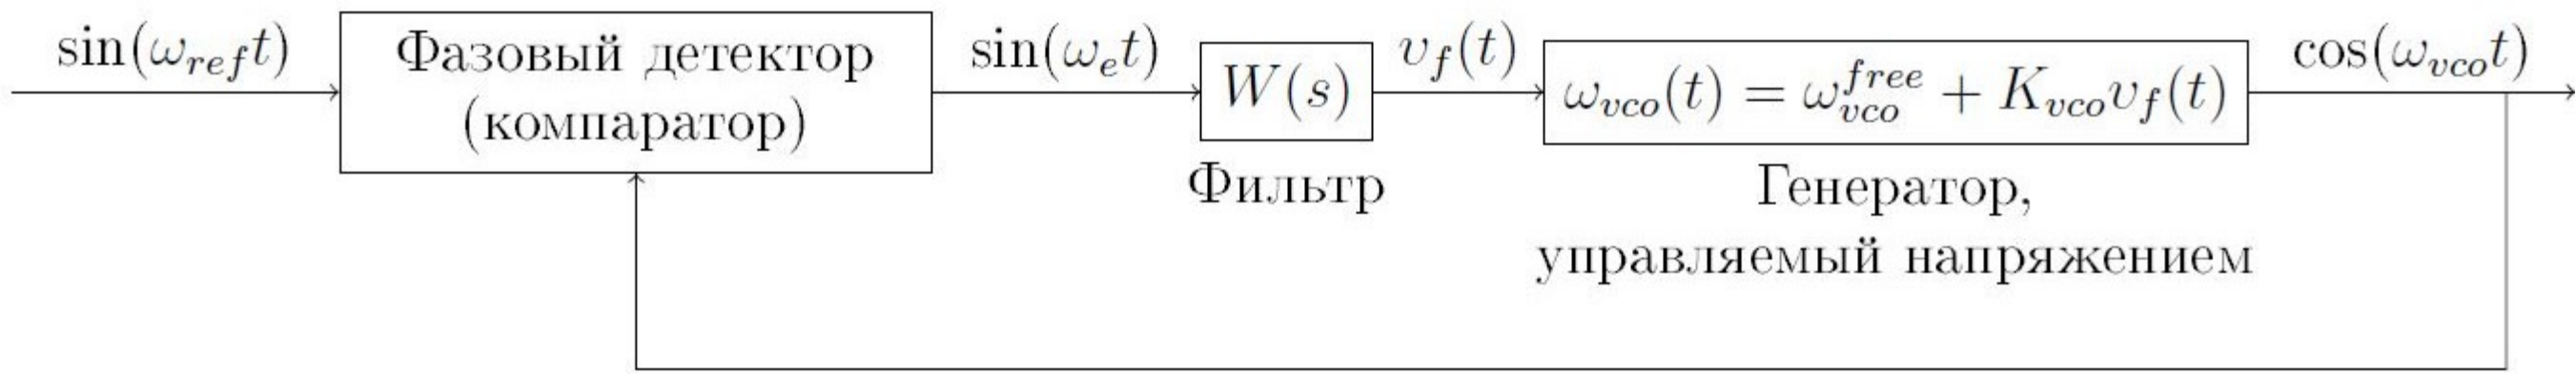 sin(ω_{ref}t)
Фазовый детектор
(компаратор)
sin(ω_e t)
W(s)
Фильтр
υ_f(t)
ω_{vco}(t) = ω_{vco}^{free} + K_{vco}υ_f(t)
Генератор,
управляемый напряжением
cos(ω_{vco}t)